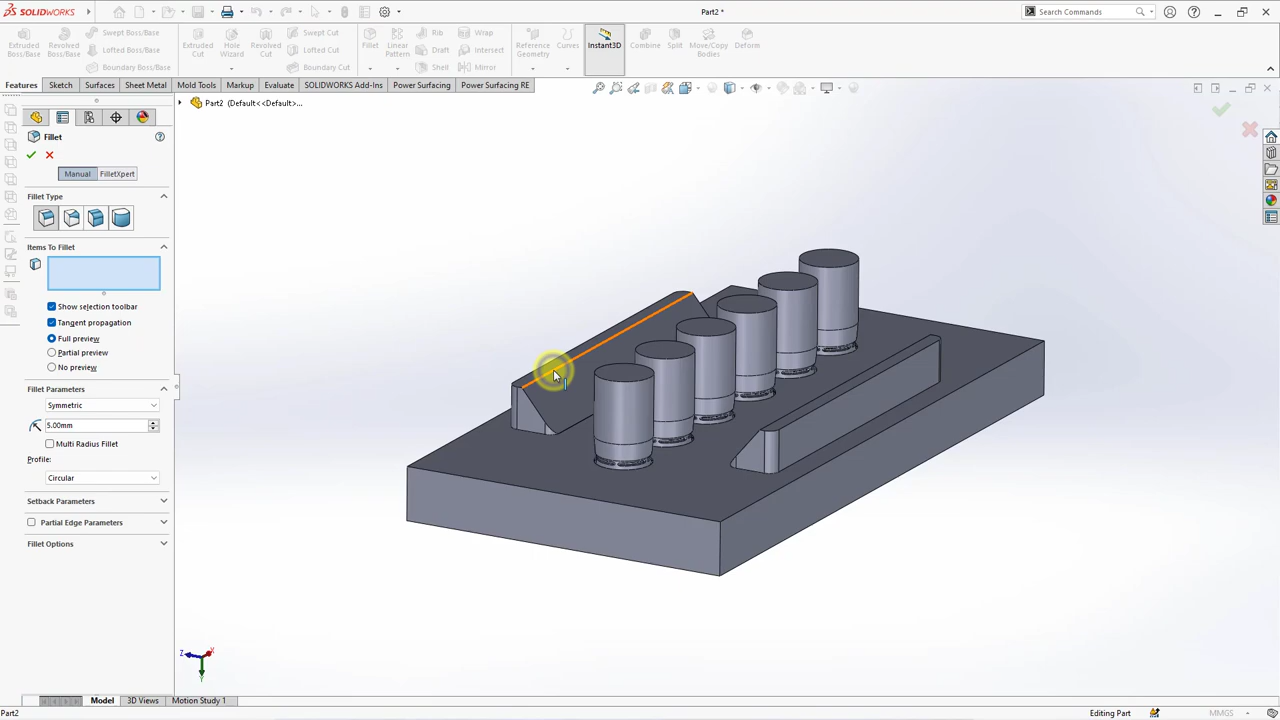 SOLIDWORKS
Part2 *
Search Commands
Extruded Boss/Base
Revolved Boss/Base
Swept Boss/Base
Lofted Boss/Base
Boundary Boss/Base
Extruded Cut
Hole Wizard
Revolved Cut
Swept Cut
Lofted Cut
Boundary Cut
Fillet
Linear Pattern
Rib
Draft
Shell
Wrap
Intersect
Mirror
Reference Geometry
Curves
Instant3D
Combine
Split
Move/Copy Bodies
Deform
Features
Sketch
Surfaces
Sheet Metal
Mold Tools
Markup
Evaluate
SOLIDWORKS Add-Ins
Power Surfacing
Power Surfacing RE
Part2 (Default<<Default>...
Fillet
Manual
FilletXpert
Fillet Type
Items To Fillet
Show selection toolbar
Tangent propagation
Full preview
Partial preview
No preview
Fillet Parameters
Symmetric
5.00mm
Multi Radius Fillet
Profile:
Circular
Setback Parameters
Partial Edge Parameters
Fillet Options
Z
X
Y
Model
3D Views
Motion Study 1
Part2
Editing Part
MMGS